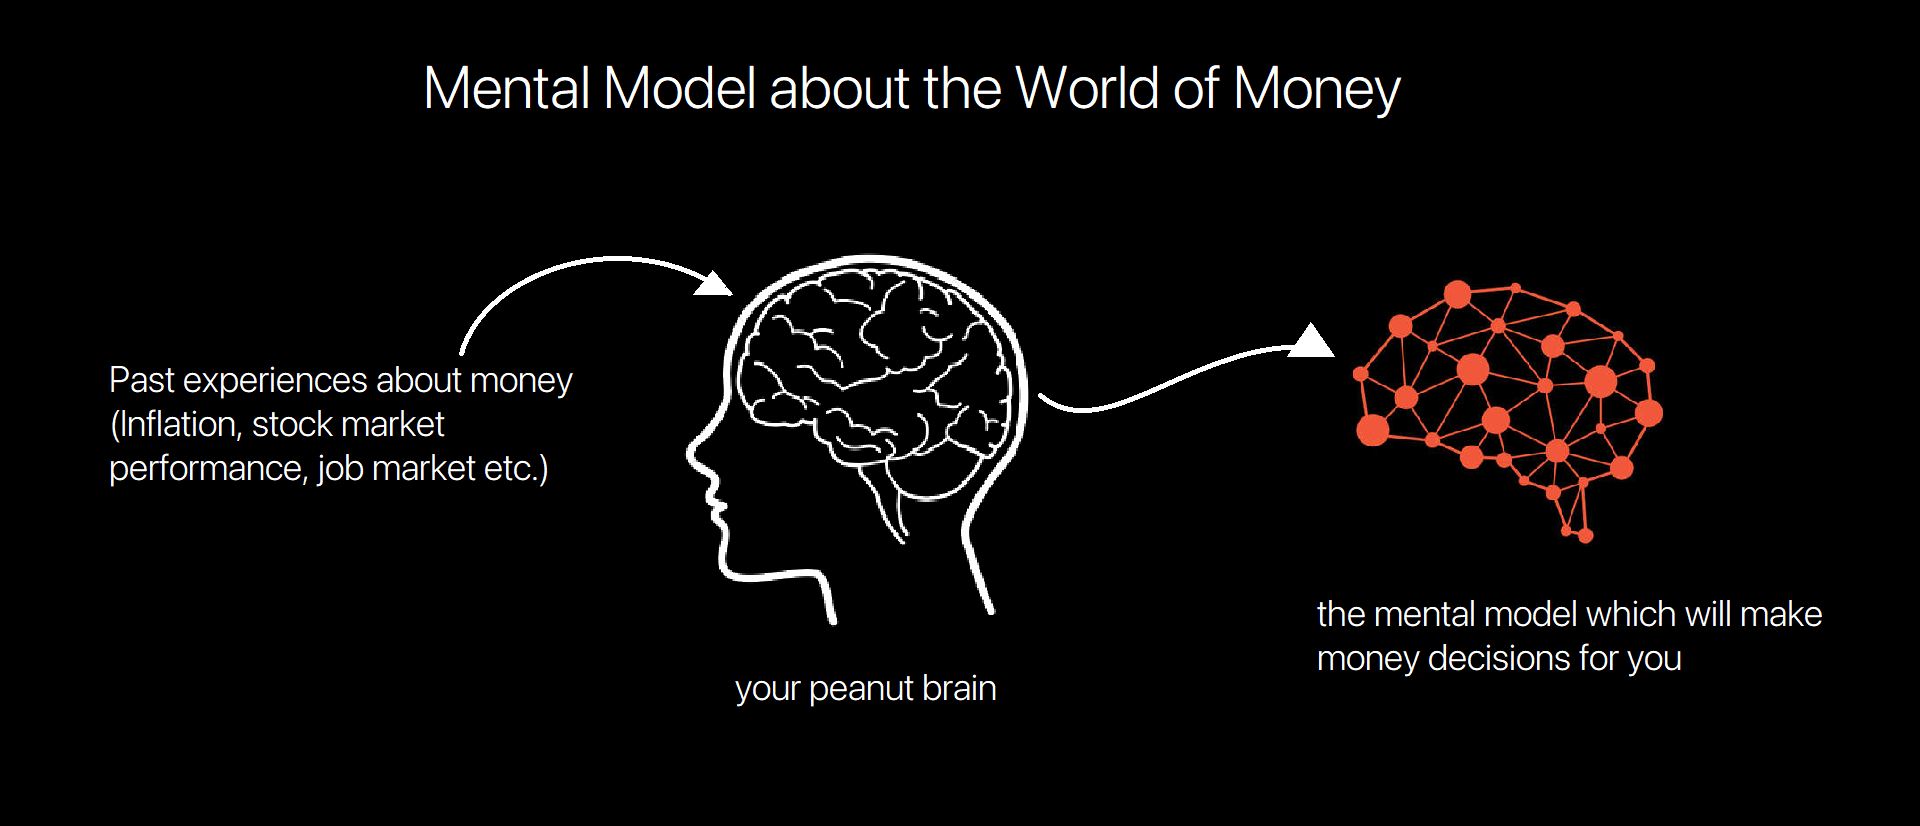 Mental Model about the World of Money
Past experiences about money
(Inflation, stock market
performance, job market etc.)
your peanut brain
the mental model which will make
money decisions for you